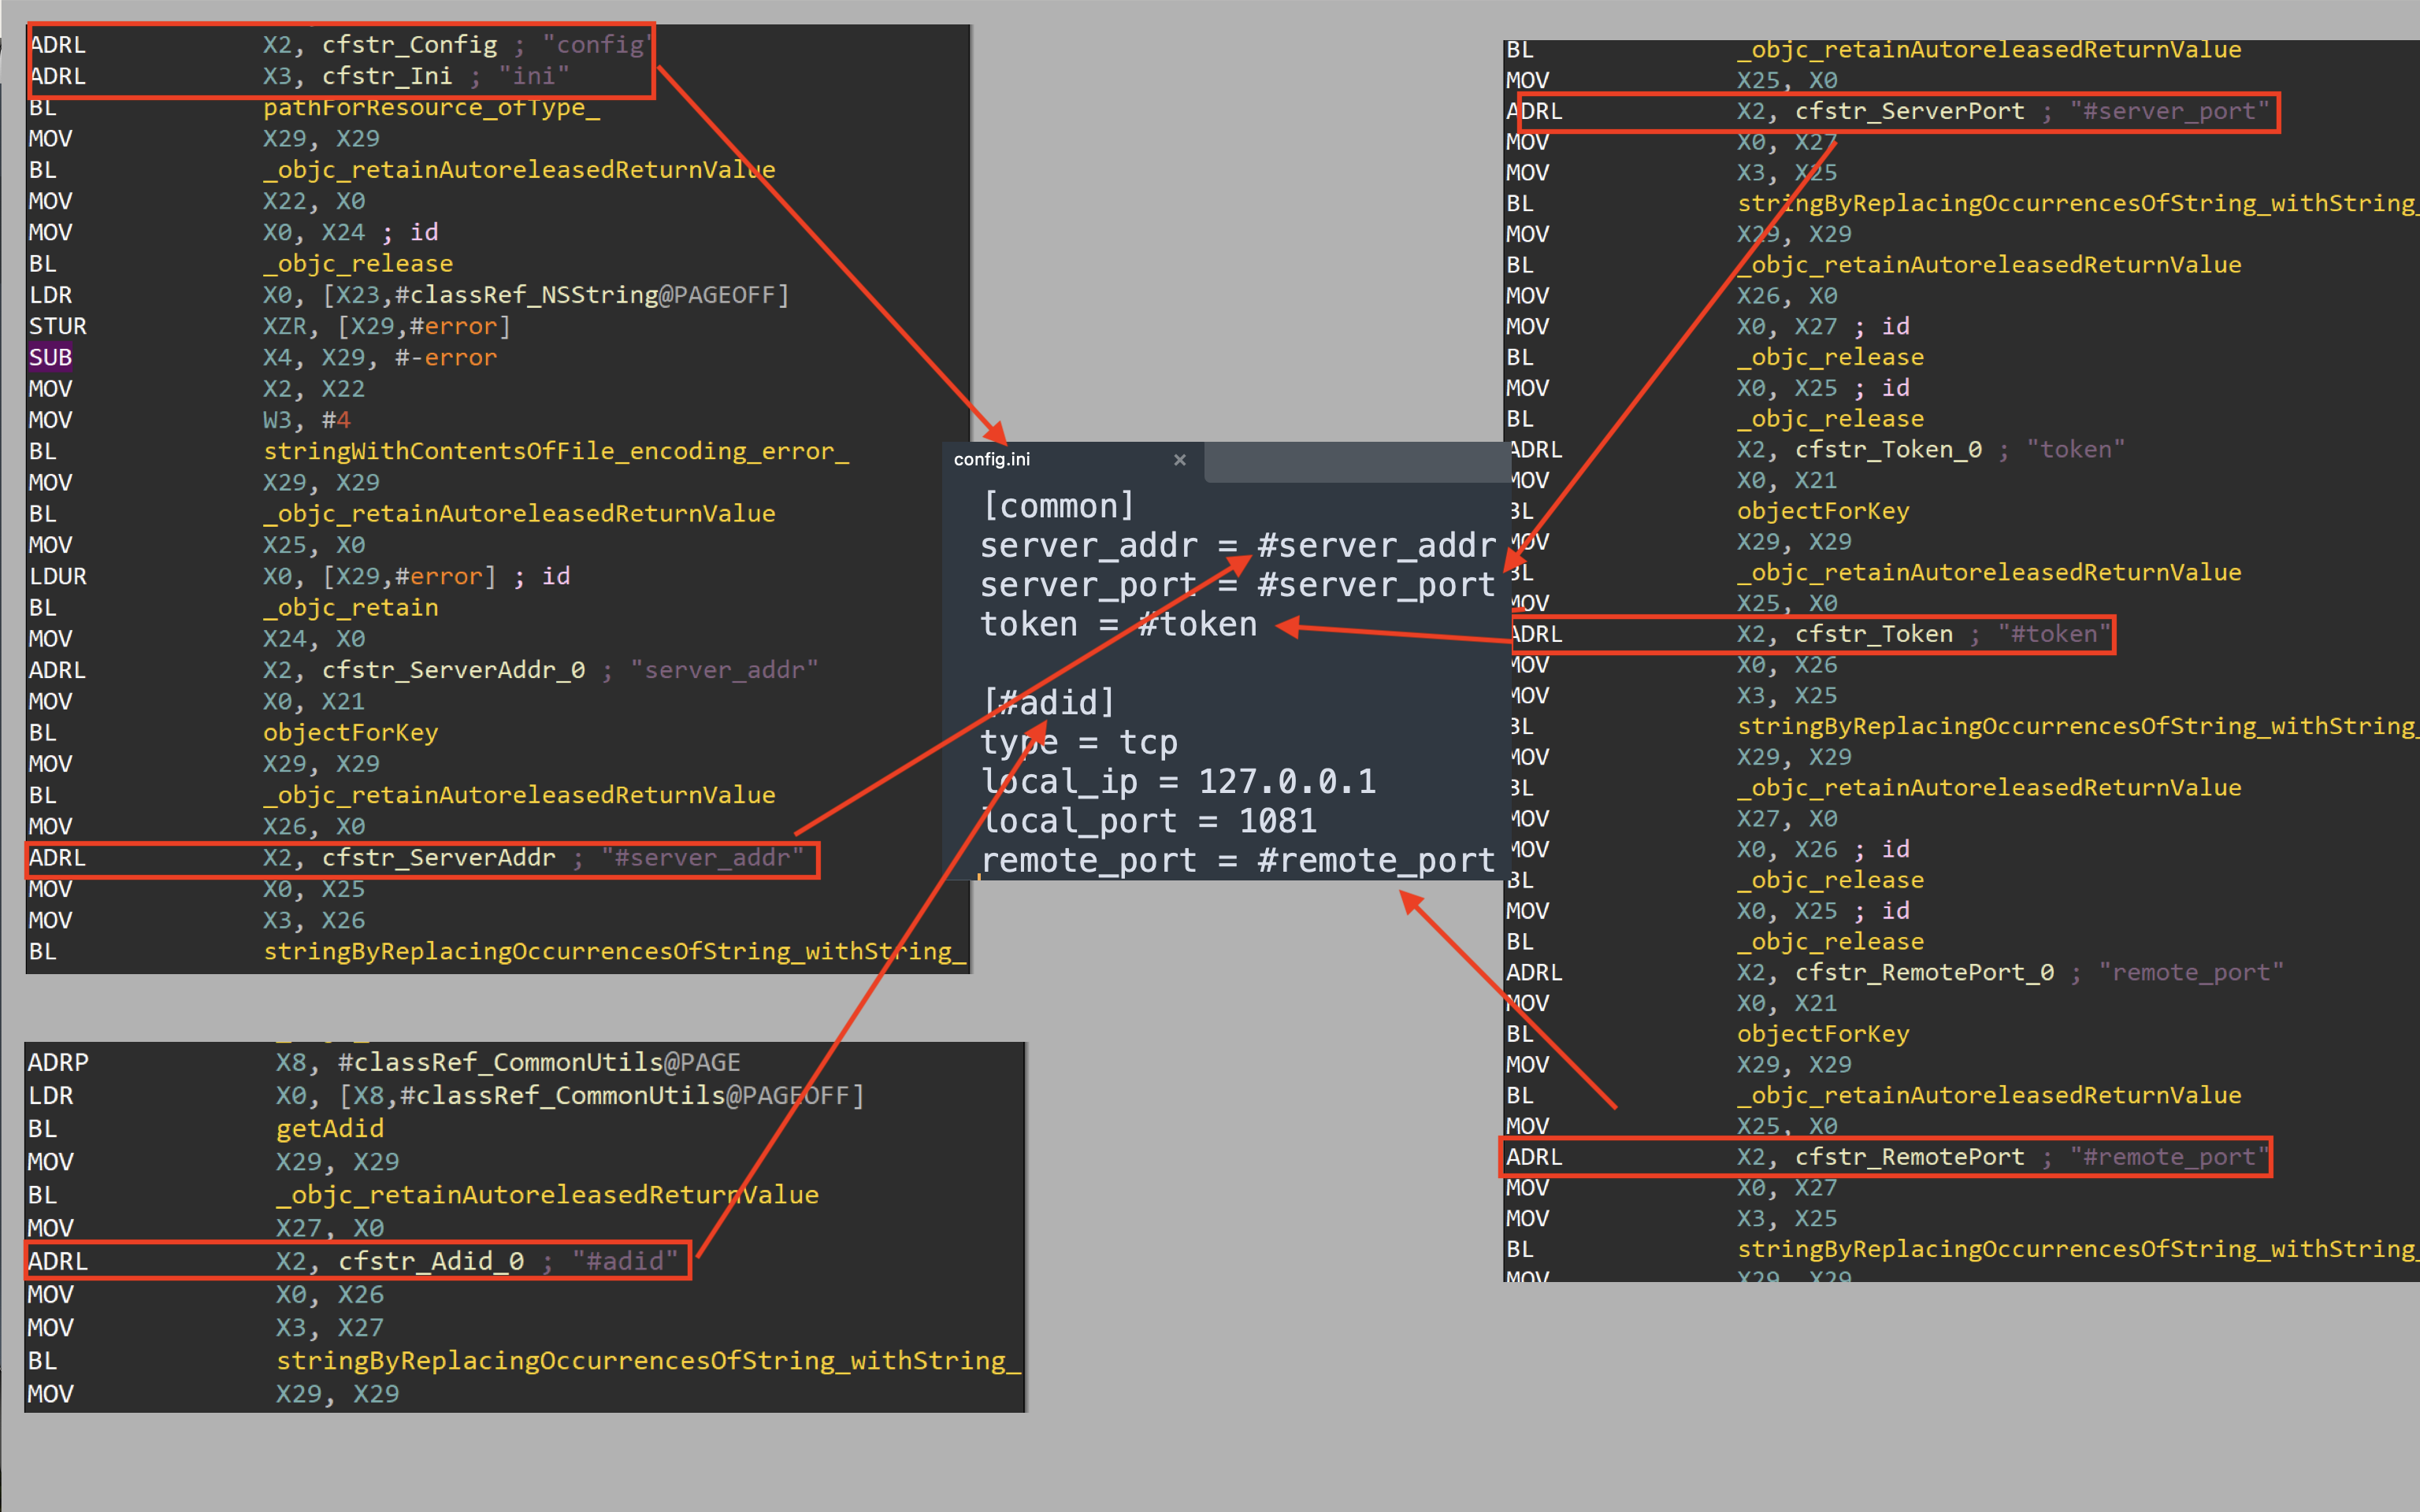 ADRL X2, cfstr_Config ; "config"
ADRL X3, cfstr_Ini ; "ini"
BL pathForResource_ofType_
MOV X29, X29
BL _objc_retainAutoreleasedReturnValue
MOV X22, X0
MOV X0, X24 ; id
BL _objc_release
LDR X0, [X23,#classRef_NSString@PAGEOFF]
STUR XZR, [X29,#error]
SUB X4, X29, #-error
MOV X2, X22
MOV W3, #4
BL stringWithContentsOfFile_encoding_error_
MOV X29, X29
BL _objc_retainAutoreleasedReturnValue
MOV X25, X0
LDUR X0, [X29,#error] ; id
BL _objc_retain
MOV X24, X0
ADRL X2, cfstr_ServerAddr_0 ; "server_addr"
MOV X0, X21
BL objectForKey
MOV X29, X29
BL _objc_retainAutoreleasedReturnValue
MOV X26, X0
ADRL X2, cfstr_ServerAddr ; "#server_addr"
MOV X0, X25
MOV X3, X26
BL stringByReplacingOccurrencesOfString_withString_
ADRP X8, #classRef_CommonUtils@PAGE
LDR X0, [X8,#classRef_CommonUtils@PAGEOFF]
BL getAdid
MOV X29, X29
BL _objc_retainAutoreleasedReturnValue
MOV X27, X0
ADRL X2, cfstr_Adid_0 ; "#adid"
MOV X0, X26
MOV X3, X27
BL stringByReplacingOccurrencesOfString_withString_
MOV X29, X29
config.ini ×
[common]
server_addr = #server_addr
server_port = #server_port
token = #token
[#adid]
type = tcp
local_ip = 127.0.0.1
local_port = 1081
remote_port = #remote_port
BL _objc_retainAutoreleasedReturnValue
MOV X25, X0
ADRL X2, cfstr_ServerPort ; "#server_port"
MOV X0, X27
MOV X3, X25
BL stringByReplacingOccurrencesOfString_withString_
MOV X29, X29
BL _objc_retainAutoreleasedReturnValue
MOV X26, X0
MOV X0, X27 ; id
BL _objc_release
MOV X0, X25 ; id
BL _objc_release
ADRL X2, cfstr_Token_0 ; "token"
MOV X0, X21
BL objectForKey
MOV X29, X29
BL _objc_retainAutoreleasedReturnValue
MOV X25, X0
ADRL X2, cfstr_Token ; "#token"
MOV X0, X26
MOV X3, X25
BL stringByReplacingOccurrencesOfString_withString_
MOV X29, X29
BL _objc_retainAutoreleasedReturnValue
MOV X27, X0
MOV X0, X26 ; id
BL _objc_release
MOV X0, X25 ; id
BL _objc_release
ADRL X2, cfstr_RemotePort_0 ; "remote_port"
MOV X0, X21
BL objectForKey
MOV X29, X29
BL _objc_retainAutoreleasedReturnValue
MOV X25, X0
ADRL X2, cfstr_RemotePort ; "#remote_port"
MOV X0, X27
MOV X3, X25
BL stringByReplacingOccurrencesOfString_withString_
MOV X29, X29